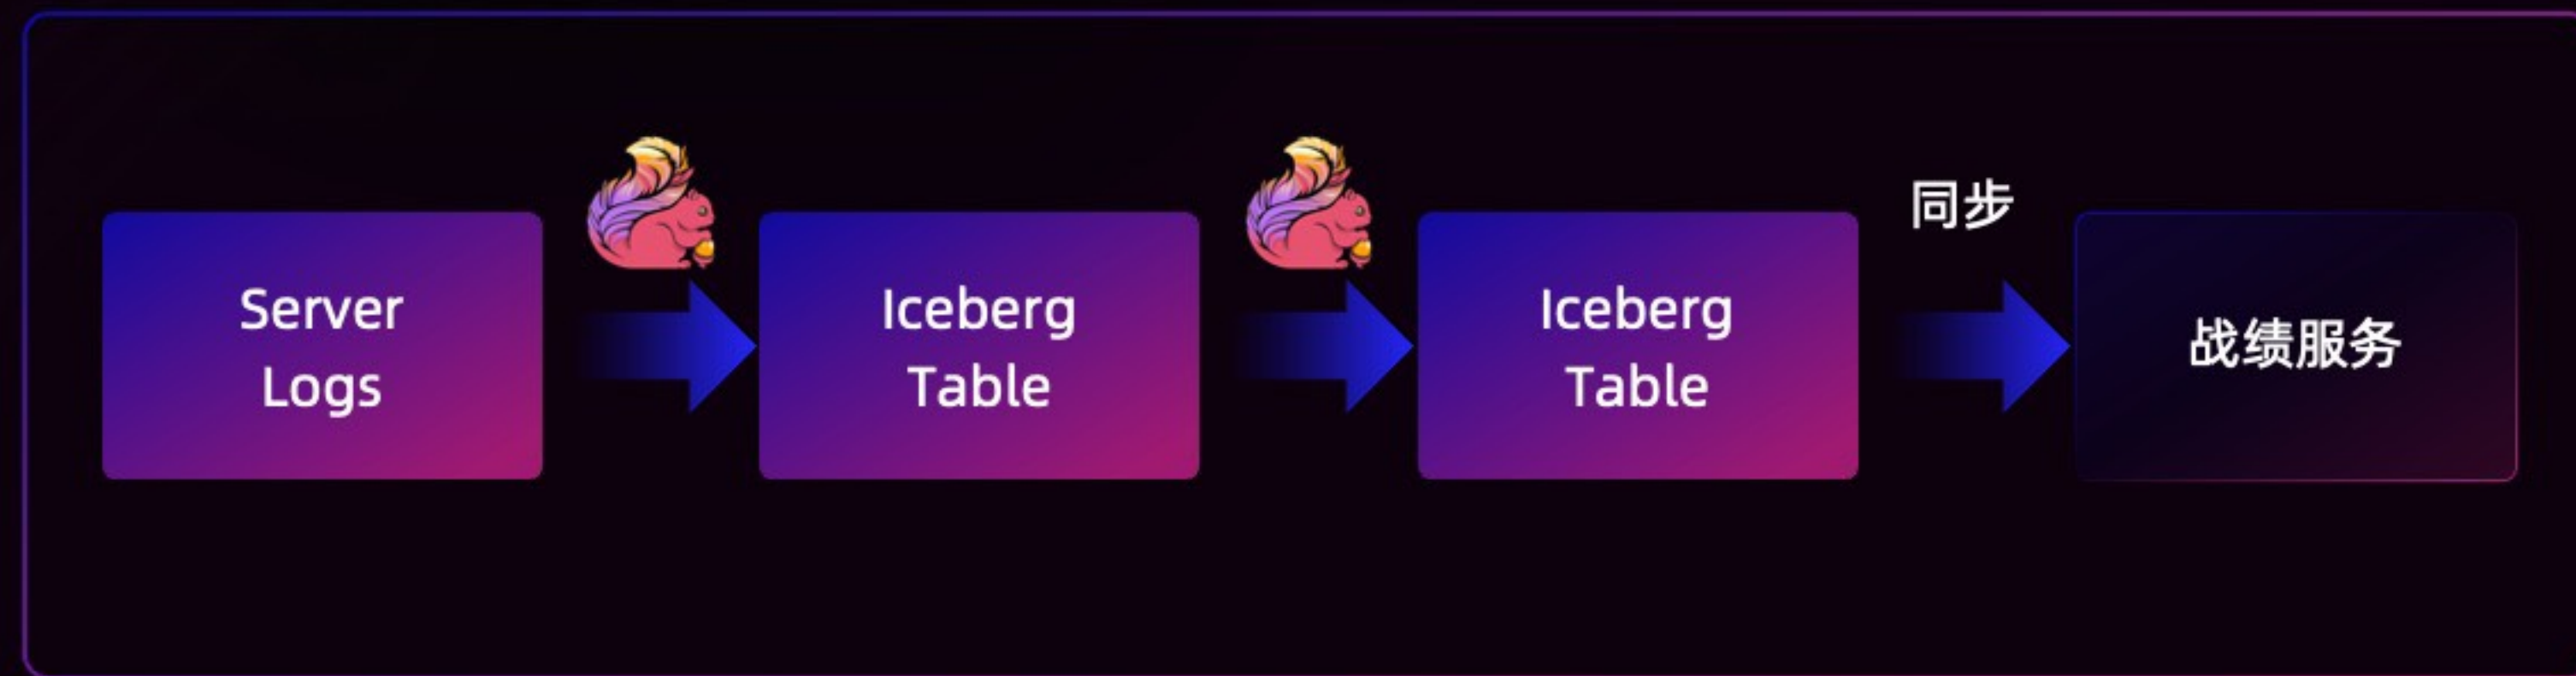 Server
Logs
Iceberg
Table
Iceberg
Table
同步
战绩服务